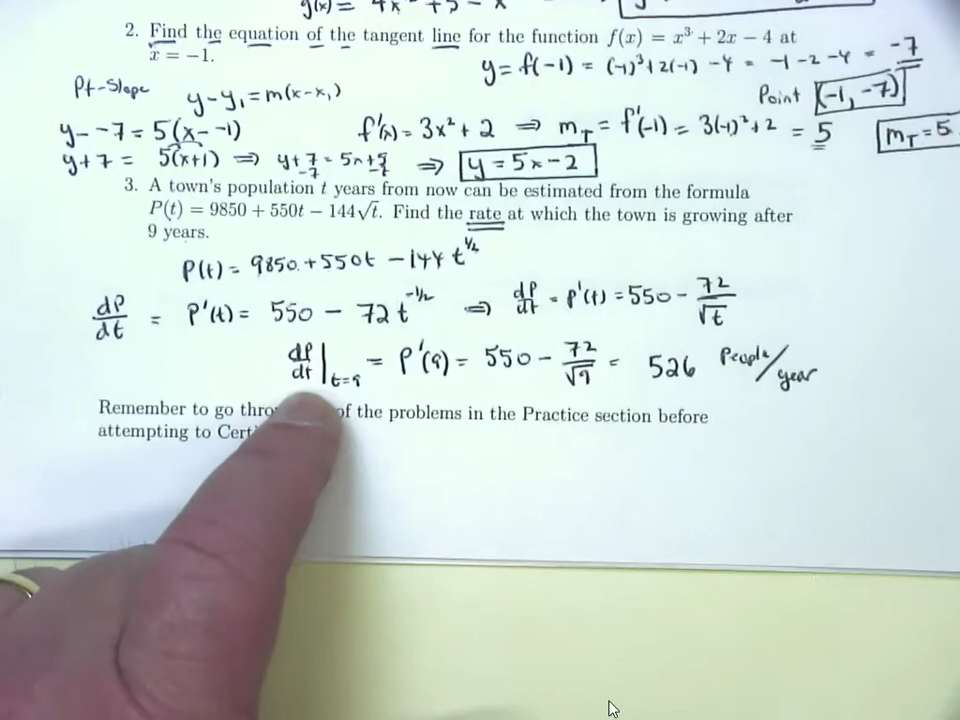 g(x) = 4x + 5 - x
2. Find the equation of the tangent line for the function f(x) = x³ + 2x − 4 at
x = −1.
y = f(-1) = (-1)³ + 2(-1) - 4 = -1 - 2 - 4 = -7
Pt-Slope
y - y₁ = m(x - x₁)
Point (-1, -7)
y - -7 = 5(x - -1)
f'(x) = 3x² + 2 ⇒ m_T = f'(-1) = 3(-1)² + 2 = 5
m_T = 5
y + 7 = 5(x+1) ⇒ y + 7 = 5x + 5 ⇒ y = 5x - 2
-7 -7
3. A town's population t years from now can be estimated from the formula
P(t) = 9850 + 550t − 144√t. Find the rate at which the town is growing after
9 years.
P(t) = 9850 + 550t - 144 t^½
dP/dt = P'(t) = 550 - 72 t^-½ ⇒ dP/dt = P'(t) = 550 - 72/√t
dP/dt |t=9 = P'(9) = 550 - 72/√9 = 526 People/year
Remember to go of the problems in the Practice section before
attempting to